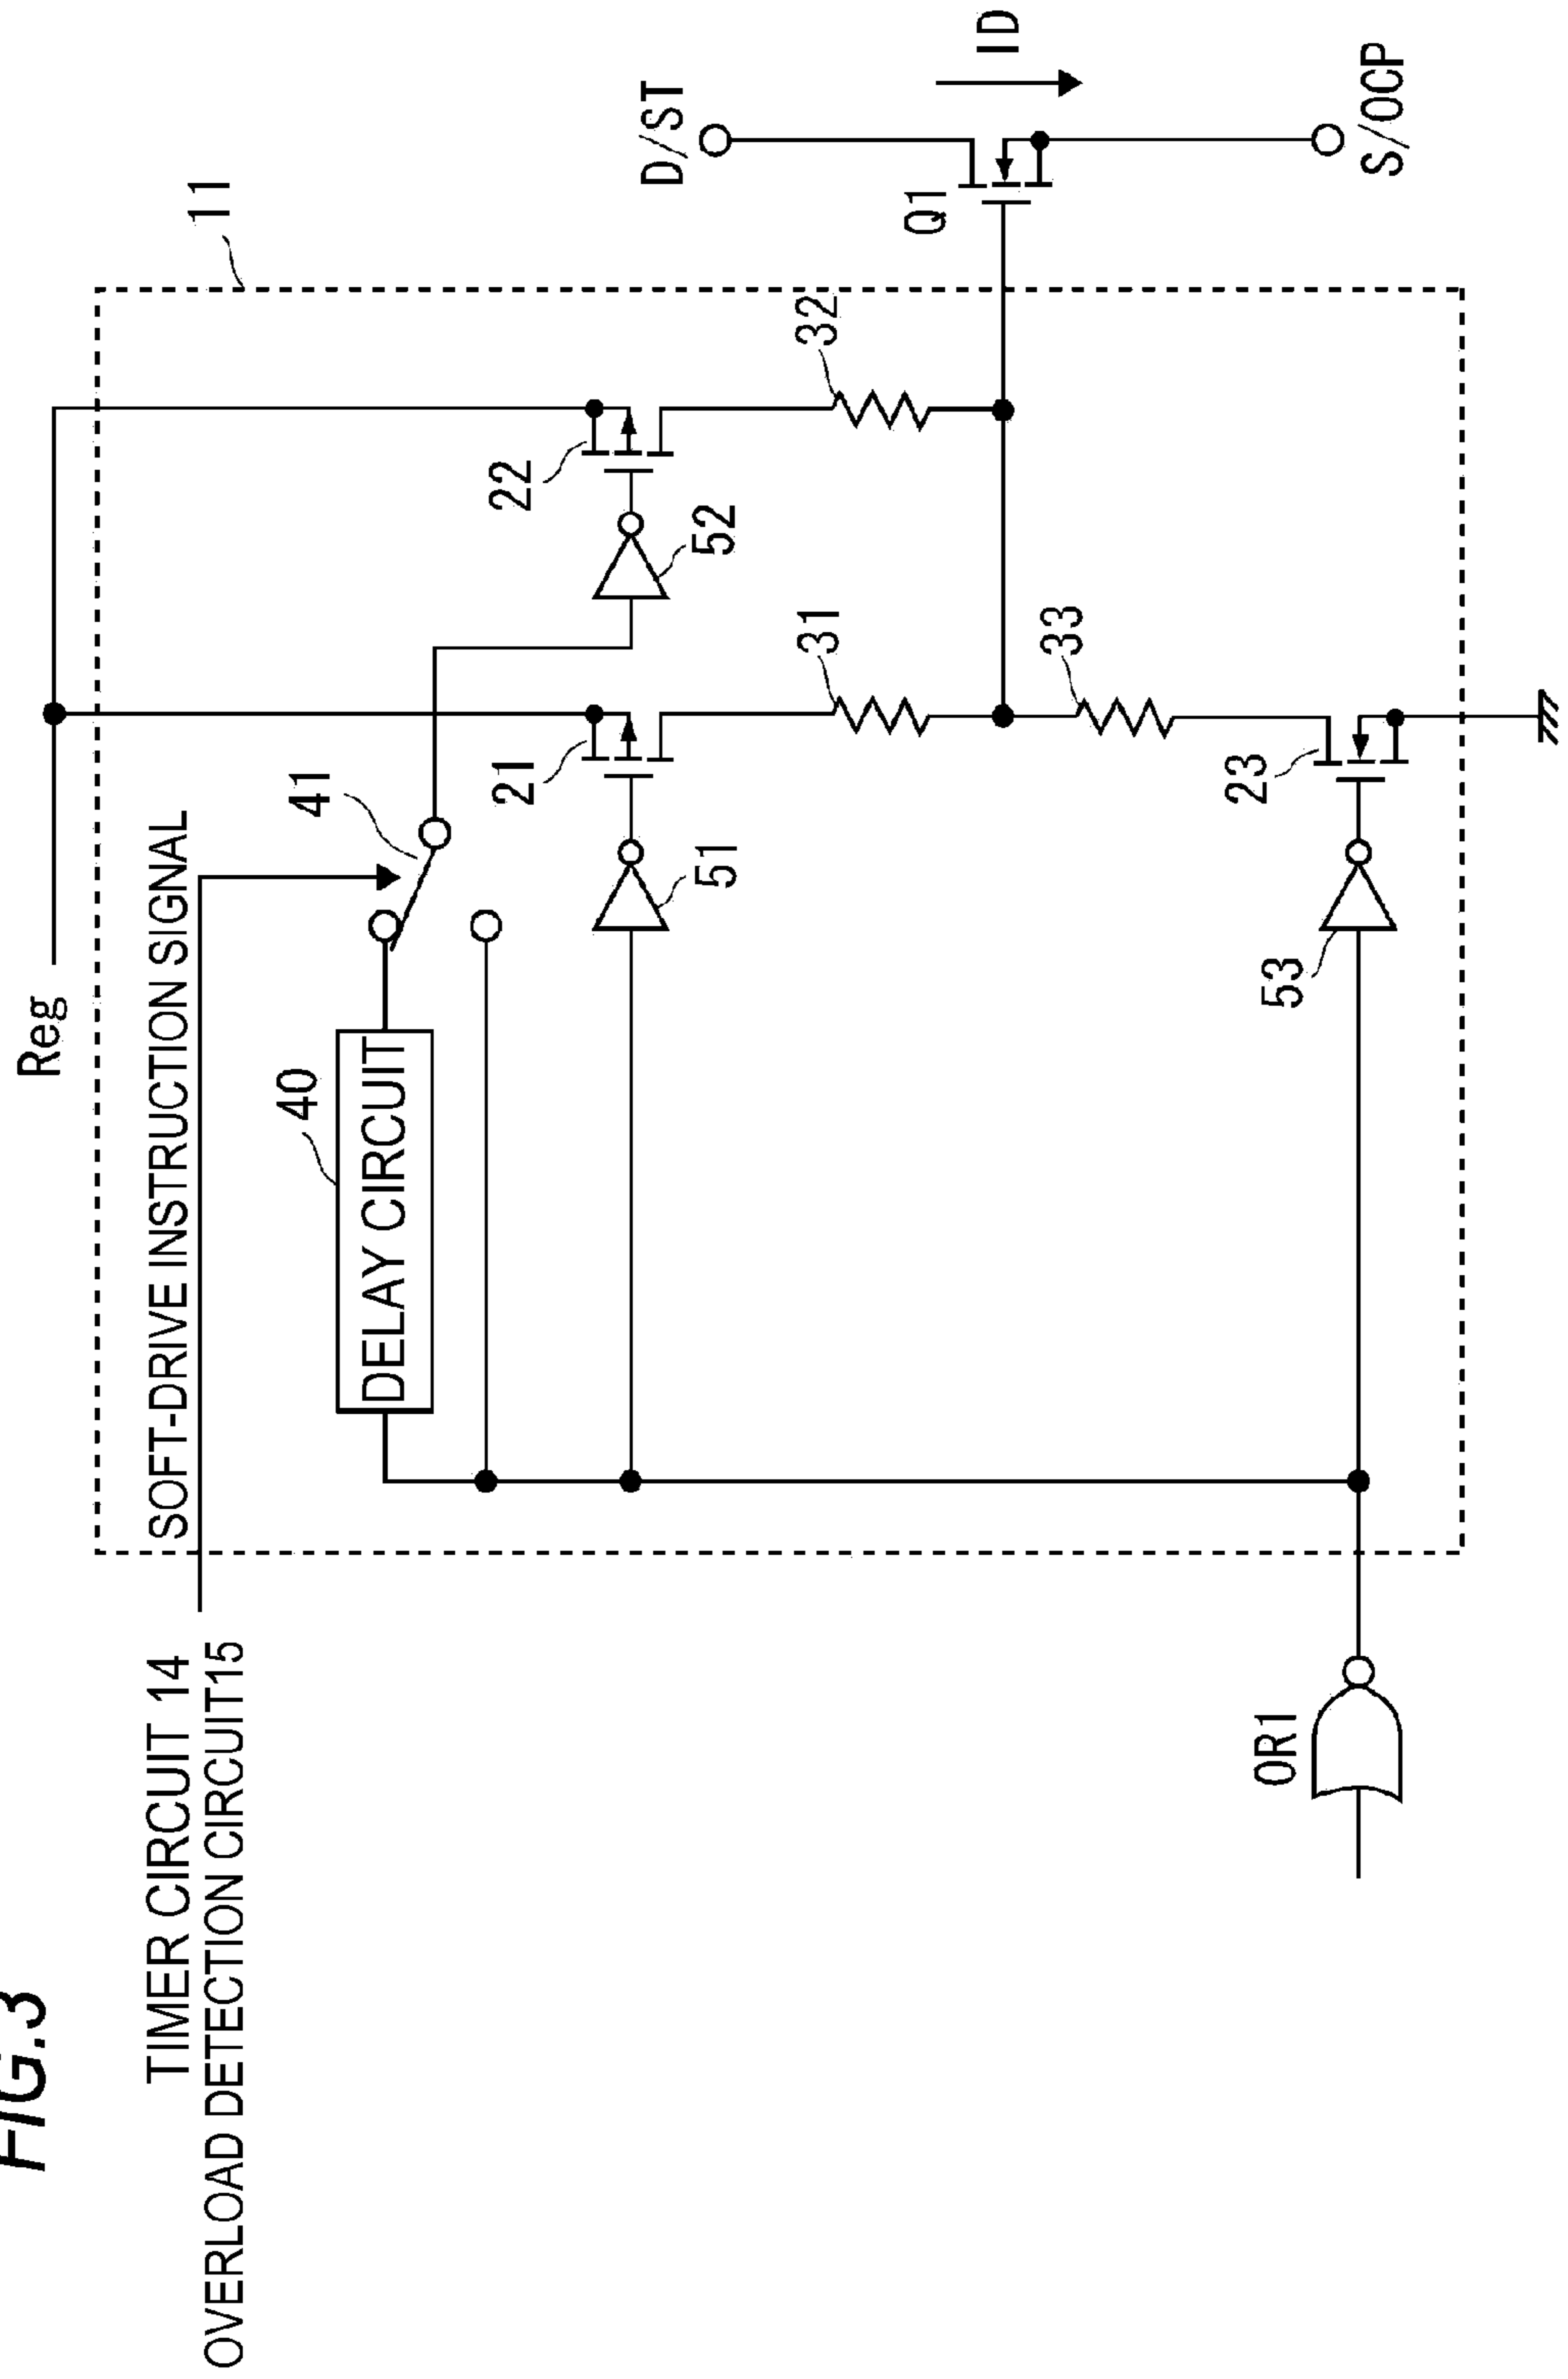 FIG.3
TIMER CIRCUIT 14
OVERLOAD DETECTION CIRCUIT15
SOFT-DRIVE INSTRUCTION SIGNAL
Reg
11
40
DELAY CIRCUIT
41
51
21
31
52
22
32
D/ST
Q1
ID
S/OCP
33
23
53
OR1